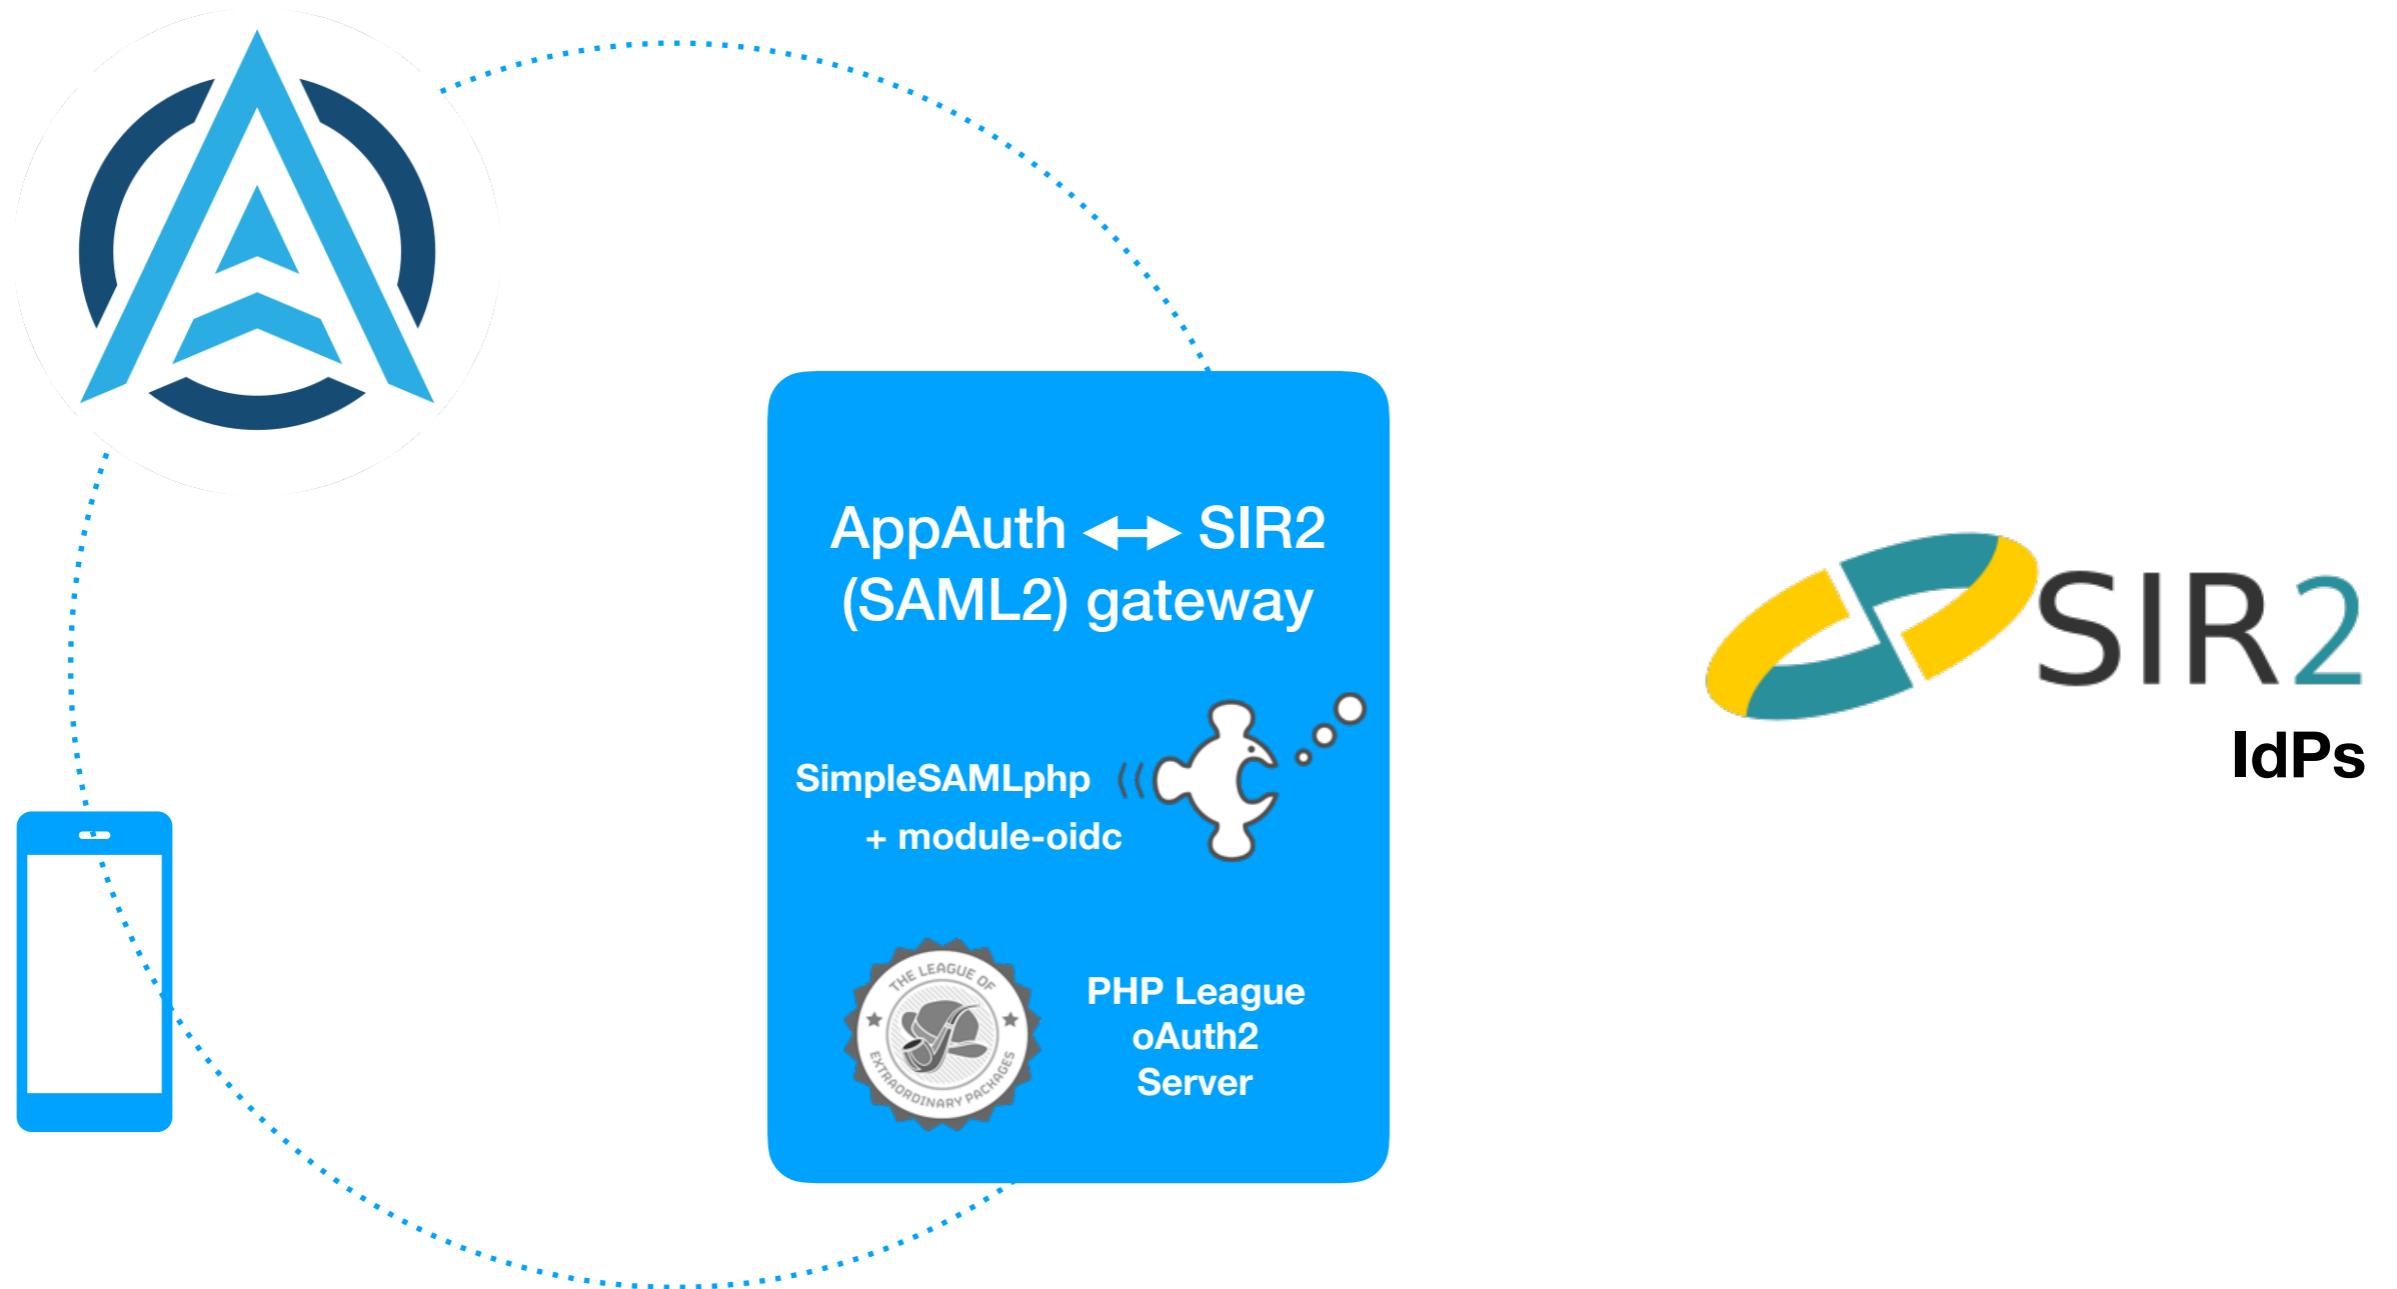 AppAuth ◀▶ SIR2
(SAML2) gateway
SimpleSAMLphp
+ module-oidc
THE LEAGUE OF
EXTRAORDINARY PACKAGES
PHP League
oAuth2
Server
SIR2
IdPs